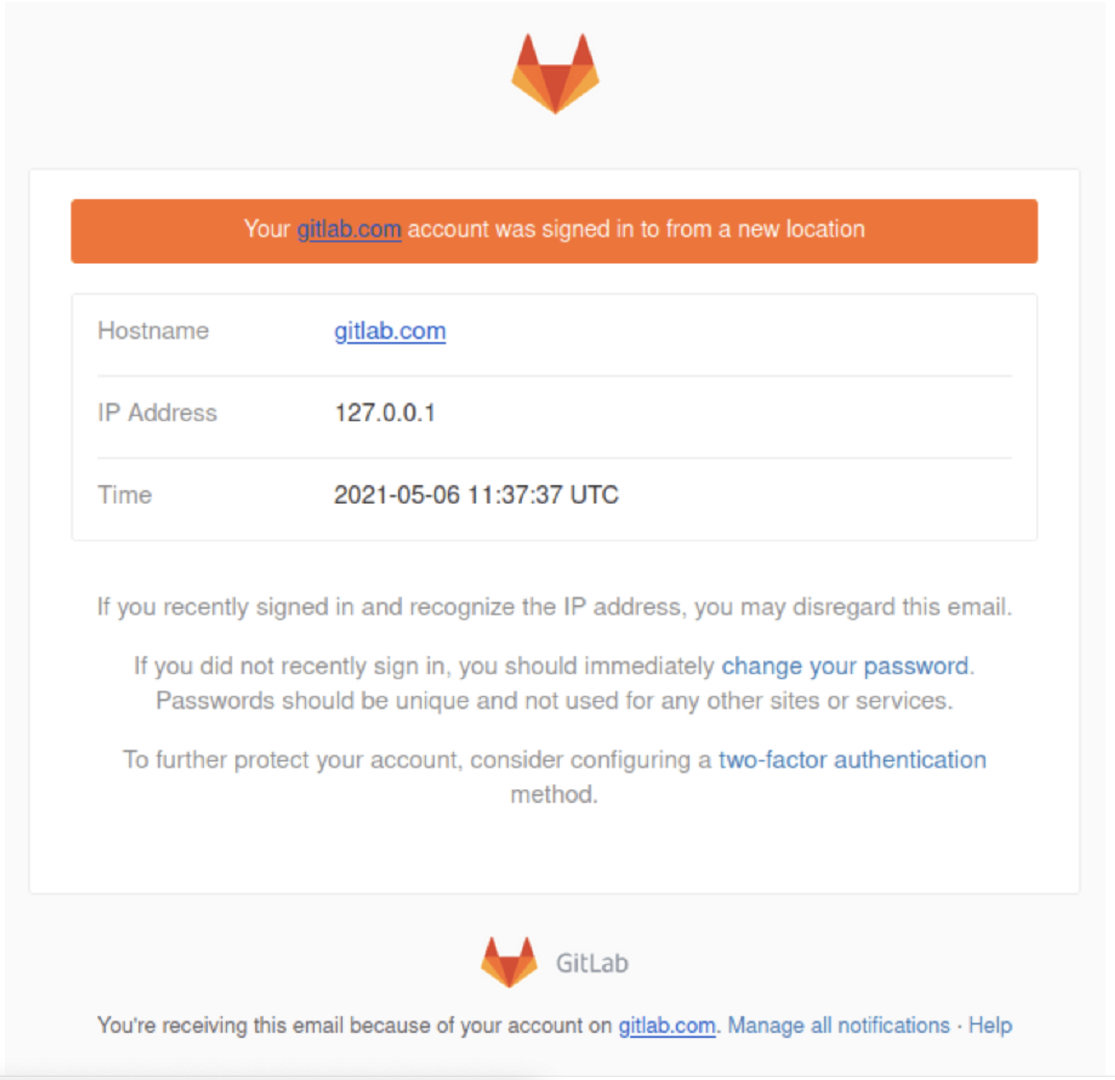 Your gitlab.com account was signed in to from a new location
Hostname gitlab.com
IP Address 127.0.0.1
Time 2021-05-06 11:37:37 UTC
If you recently signed in and recognize the IP address, you may disregard this email.
If you did not recently sign in, you should immediately change your password.
Passwords should be unique and not used for any other sites or services.
To further protect your account, consider configuring a two-factor authentication
method.
GitLab
You're receiving this email because of your account on gitlab.com. Manage all notifications · Help